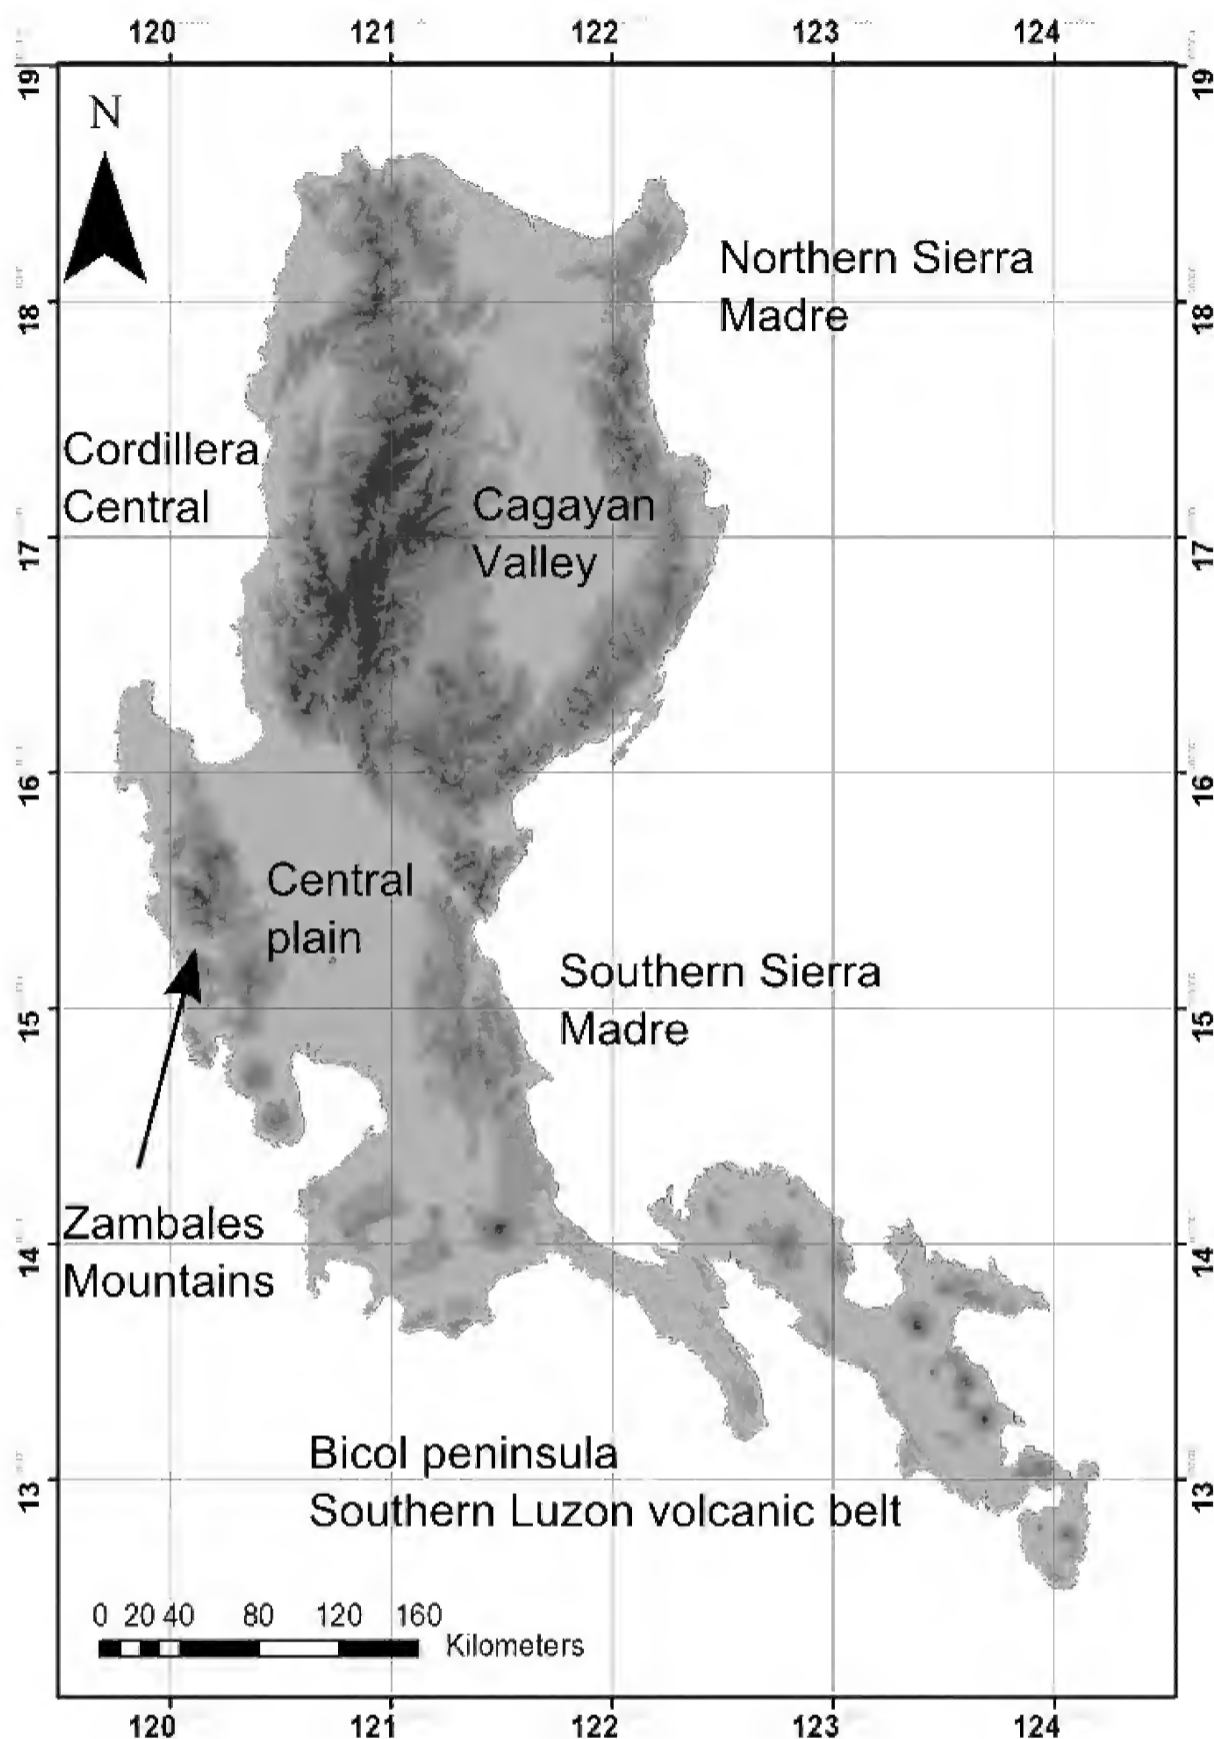 120 121 122 123 124
19 19
N
Northern Sierra
Madre
18 18
Cordillera
Central
Cagayan
Valley
17 17
16 16
Central
plain
Southern Sierra
Madre
15 15
Zambales
Mountains
14 14
Bicol peninsula
Southern Luzon volcanic belt
13 13
0 20 40 80 120 160
Kilometers
120 121 122 123 124